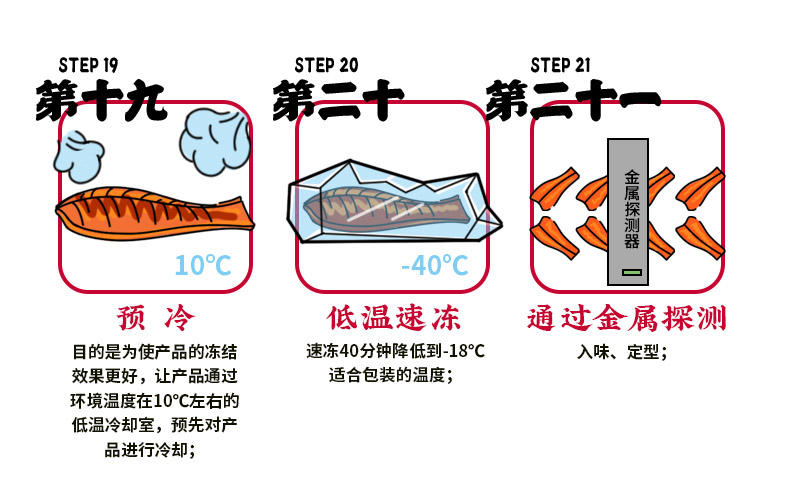 STEP 19
第十九
10℃
预 冷
目的是为使产品的冻结
效果更好，让产品通过
环境温度在10℃左右的
低温冷却室，预先对产
品进行冷却；
STEP 20
第二十
-40℃
低温速冻
速冻40分钟降低到-18℃
适合包装的温度；
STEP 21
第二十一
金属探测器
通过金属探测
入味、定型；